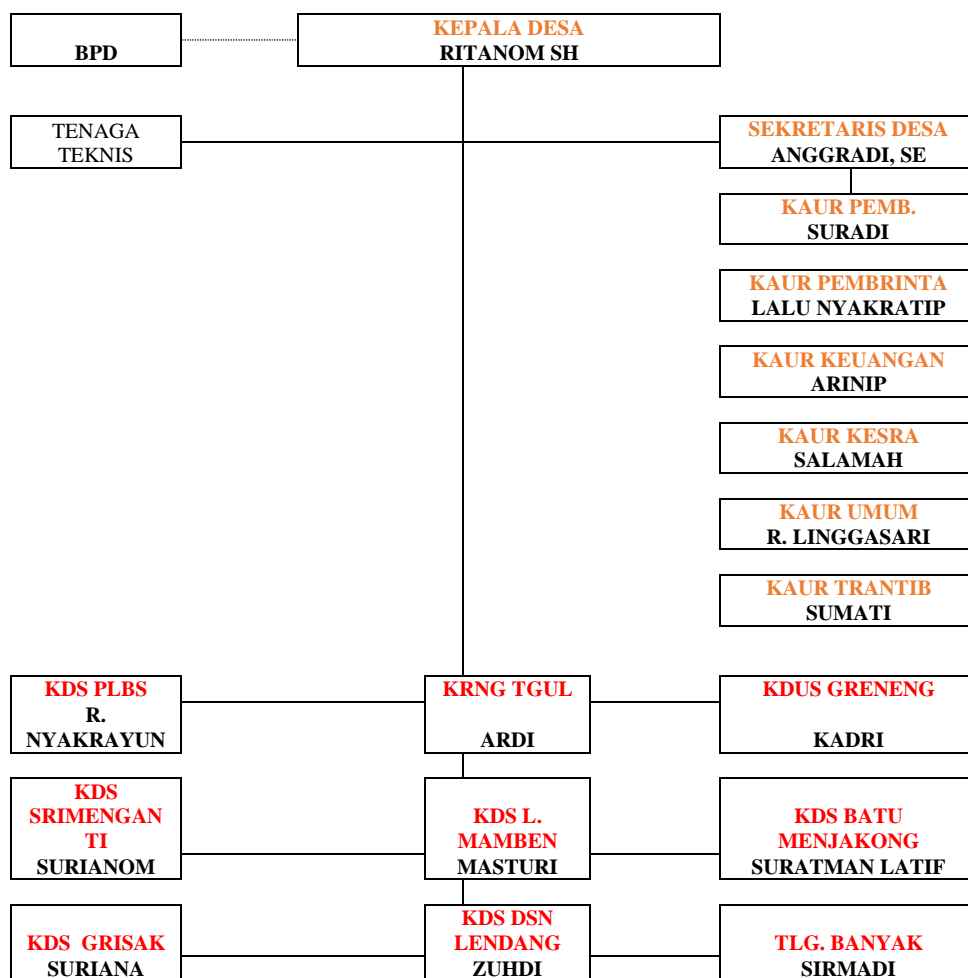 BPD
KEPALA DESA
RITANOM SH
TENAGA
TEKNIS
SEKRETARIS DESA
ANGGRADI, SE
KAUR PEMB.
SURADI
KAUR PEMBRINTA
LALU NYAKRATIP
KAUR KEUANGAN
ARINIP
KAUR KESRA
SALAMAH
KAUR UMUM
R. LINGGASARI
KAUR TRANTIB
SUMATI
KDS PLBS
R.
NYAKRAYUN
KRNG TGUL
ARDI
KDUS GRENENG
KADRI
KDS
SRIMENGAN
TI
SURIANOM
KDS L.
MAMBEN
MASTURI
KDS BATU
MENJAKONG
SURATMAN LATIF
KDS GRISAK
SURIANA
KDS DSN
LENDANG
ZUHDI
TLG. BANYAK
SIRMADI